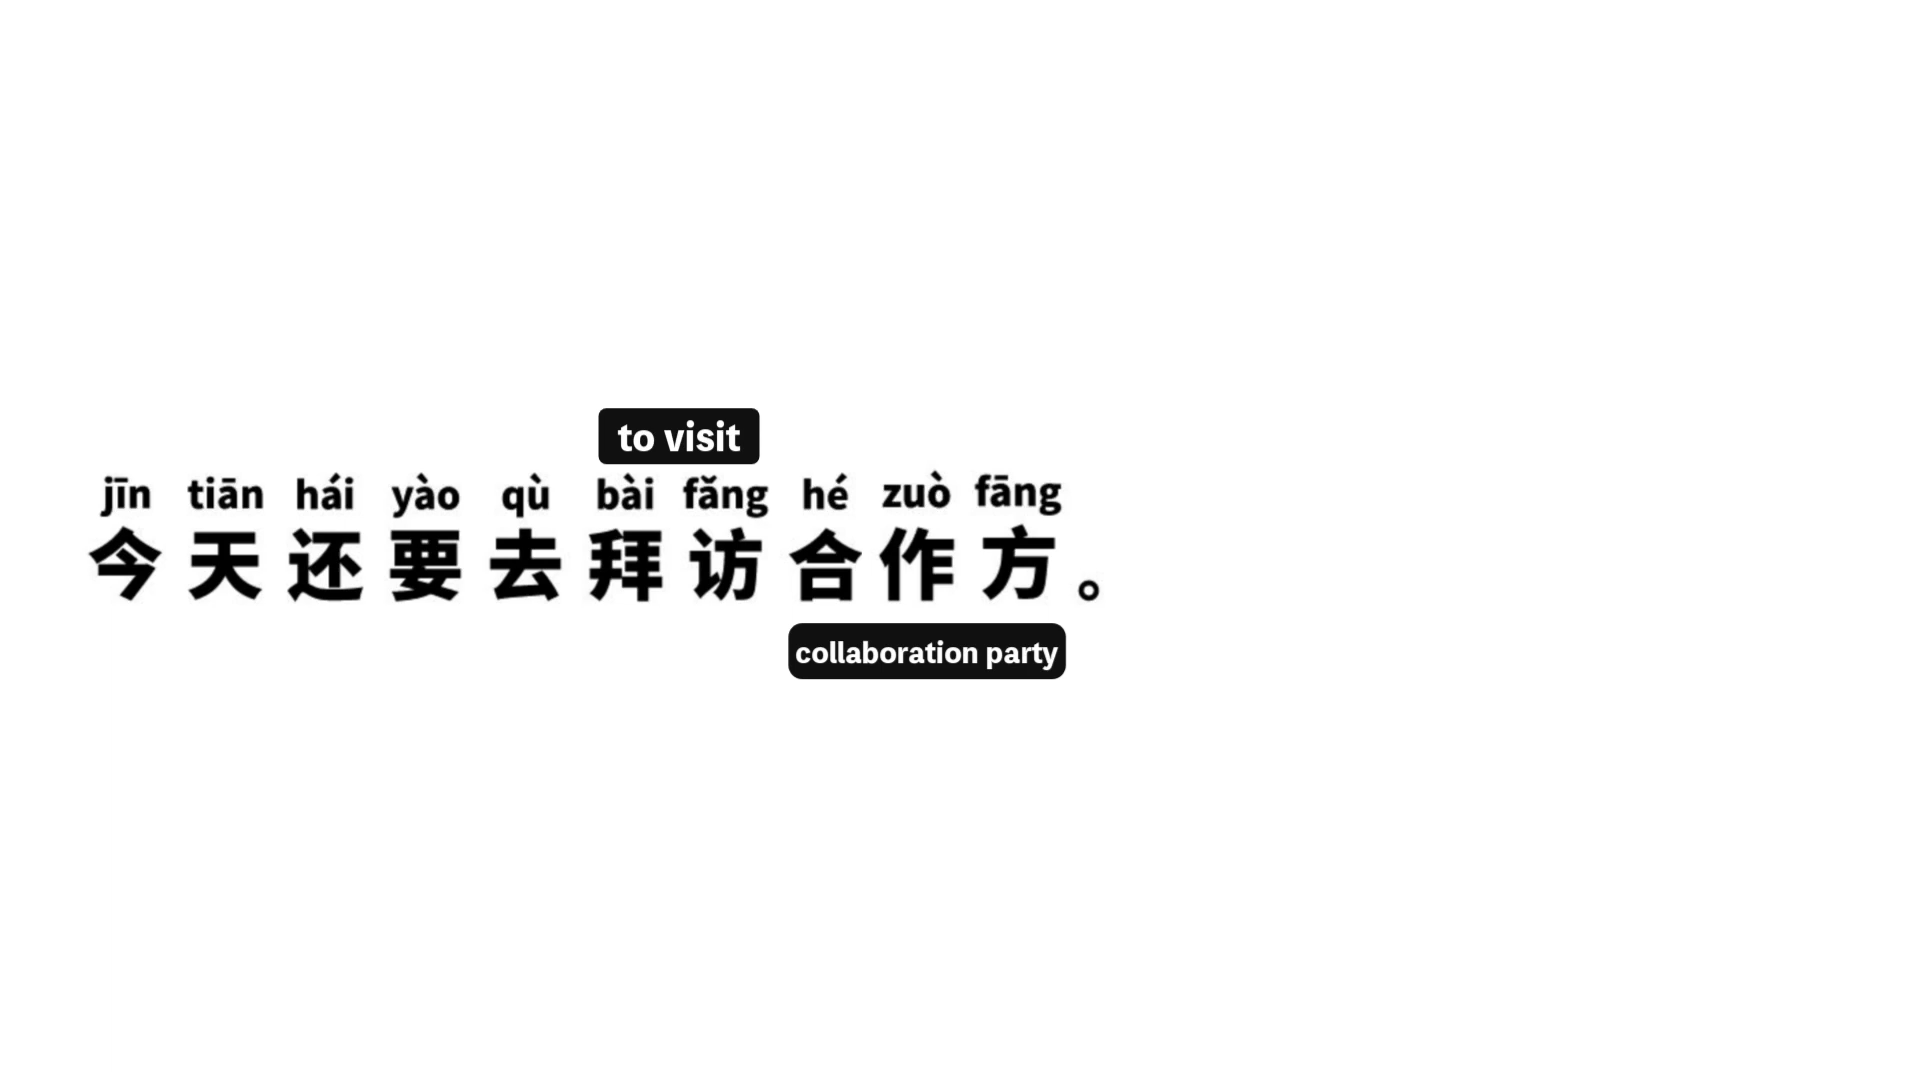 to visit
jīn tiān hái yào qù bài fǎng hé zuò fāng
今天还要去拜访合作方。
collaboration party